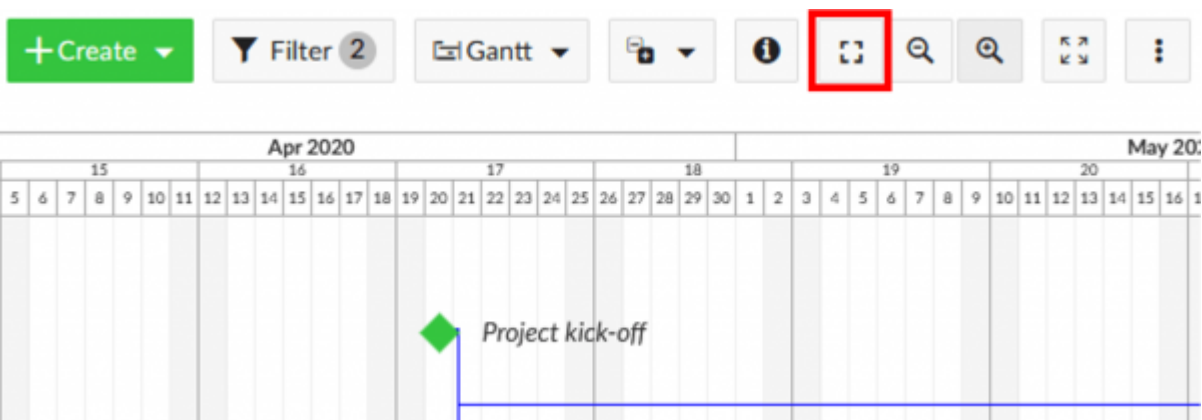 + Create
Filter 2
Gantt
Apr 2020
May 202
15 16 17 18 19 20
5 6 7 8 9 10 11 12 13 14 15 16 17 18 19 20 21 22 23 24 25 26 27 28 29 30 1 2 3 4 5 6 7 8 9 10 11 12 13 14 15 16 1
Project kick-off